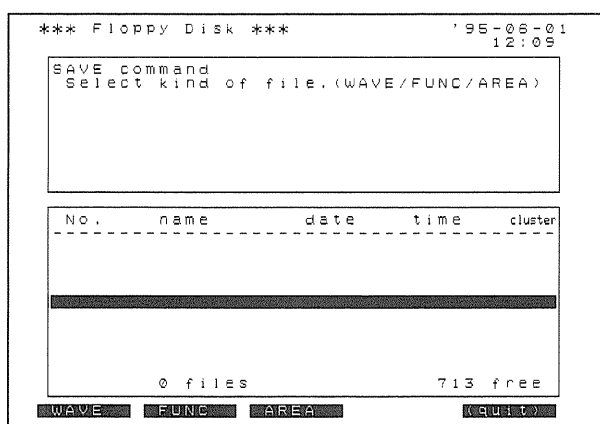 *** Floppy Disk *** '95-06-01
12:09
SAVE command
Select kind of file.(WAVE/FUNC/AREA)
No. name date time cluster
0 files 713 free
WAVE FUNC AREA (quit)